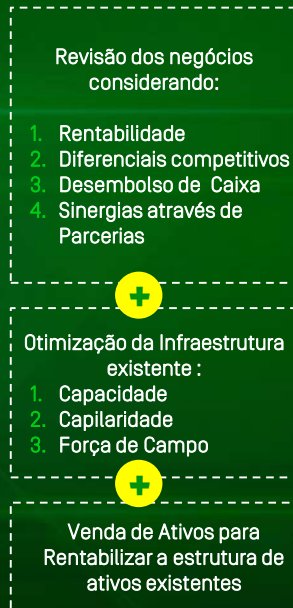 Revisão dos negócios
considerando:
1. Rentabilidade
2. Diferenciais competitivos
3. Desembolso de Caixa
4. Sinergias através de
Parcerias
+
Otimização da Infraestrutura
existente :
1. Capacidade
2. Capilaridade
3. Força de Campo
+
Venda de Ativos para
Rentabilizar a estrutura de
ativos existentes